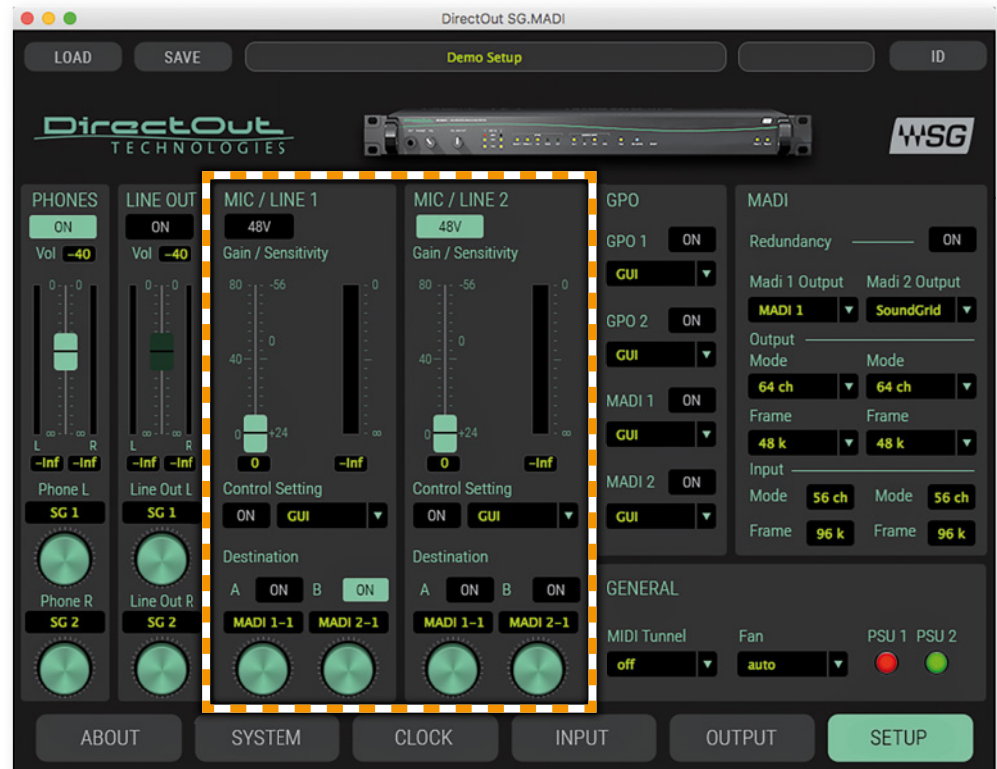 DirectOut SG.MADI
LOAD SAVE Demo Setup ID
DirectOut
TECHNOLOGIES
SG
PHONES
ON
Vol -40
0 0
∞ ∞
L R
-Inf -Inf
Phone L
SG 1
Phone R
SG 2
LINE OUT
ON
Vol -40
0 0
∞ ∞
L R
-Inf -Inf
Line Out L
SG 1
Line Out R
SG 2
MIC / LINE 1
48V
Gain / Sensitivity
80 -56 0
0
40
0 +24 ∞
0 -Inf
Control Setting
ON GUI
Destination
A ON B ON
MADI 1-1 MADI 2-1
MIC / LINE 2
48V
Gain / Sensitivity
80 -56 0
0
40
0 +24 ∞
0 -Inf
Control Setting
ON GUI
Destination
A ON B ON
MADI 1-1 MADI 2-1
GPO
GPO 1 ON
GUI
GPO 2 ON
GUI
MADI 1 ON
GUI
MADI 2 ON
GUI
MADI
Redundancy ON
Madi 1 Output Madi 2 Output
MADI 1 SoundGrid
Output
Mode Mode
64 ch 64 ch
Frame Frame
48 k 48 k
Input
Mode 56 ch Mode 56 ch
Frame 96 k Frame 96 k
GENERAL
MIDI Tunnel Fan PSU 1 PSU 2
off auto
ABOUT SYSTEM CLOCK INPUT OUTPUT SETUP